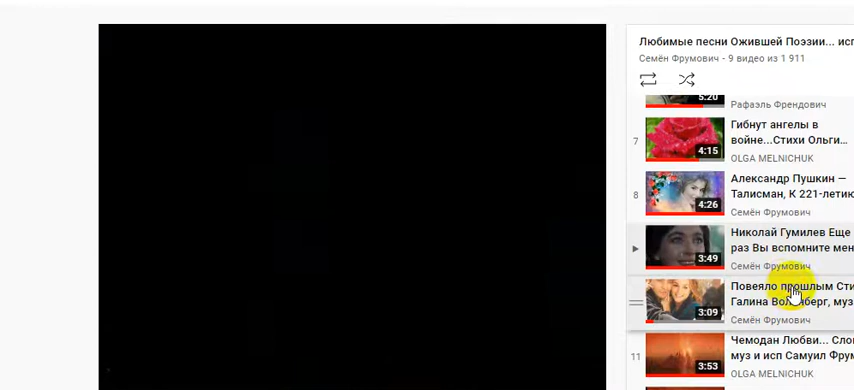 Любимые песни Ожившей Поэзии... исп
Семён Фрумович - 9 видео из 1 911
5:20
Рафаэль Френдович
7
4:15
Гибнут ангелы в
войне...Стихи Ольги...
OLGA MELNICHUK
8
4:26
Александр Пушкин —
Талисман, К 221-летию
Семён Фрумович
3:49
Николай Гумилев Еще
раз Вы вспомните мен
Семён Фрумович
3:09
Повеяло прошлым Сти
Галина муз
Семён Фрумович
11
3:53
Чемодан Любви... Сло
муз и исп Самуил Фрум
OLGA MELNICHUK